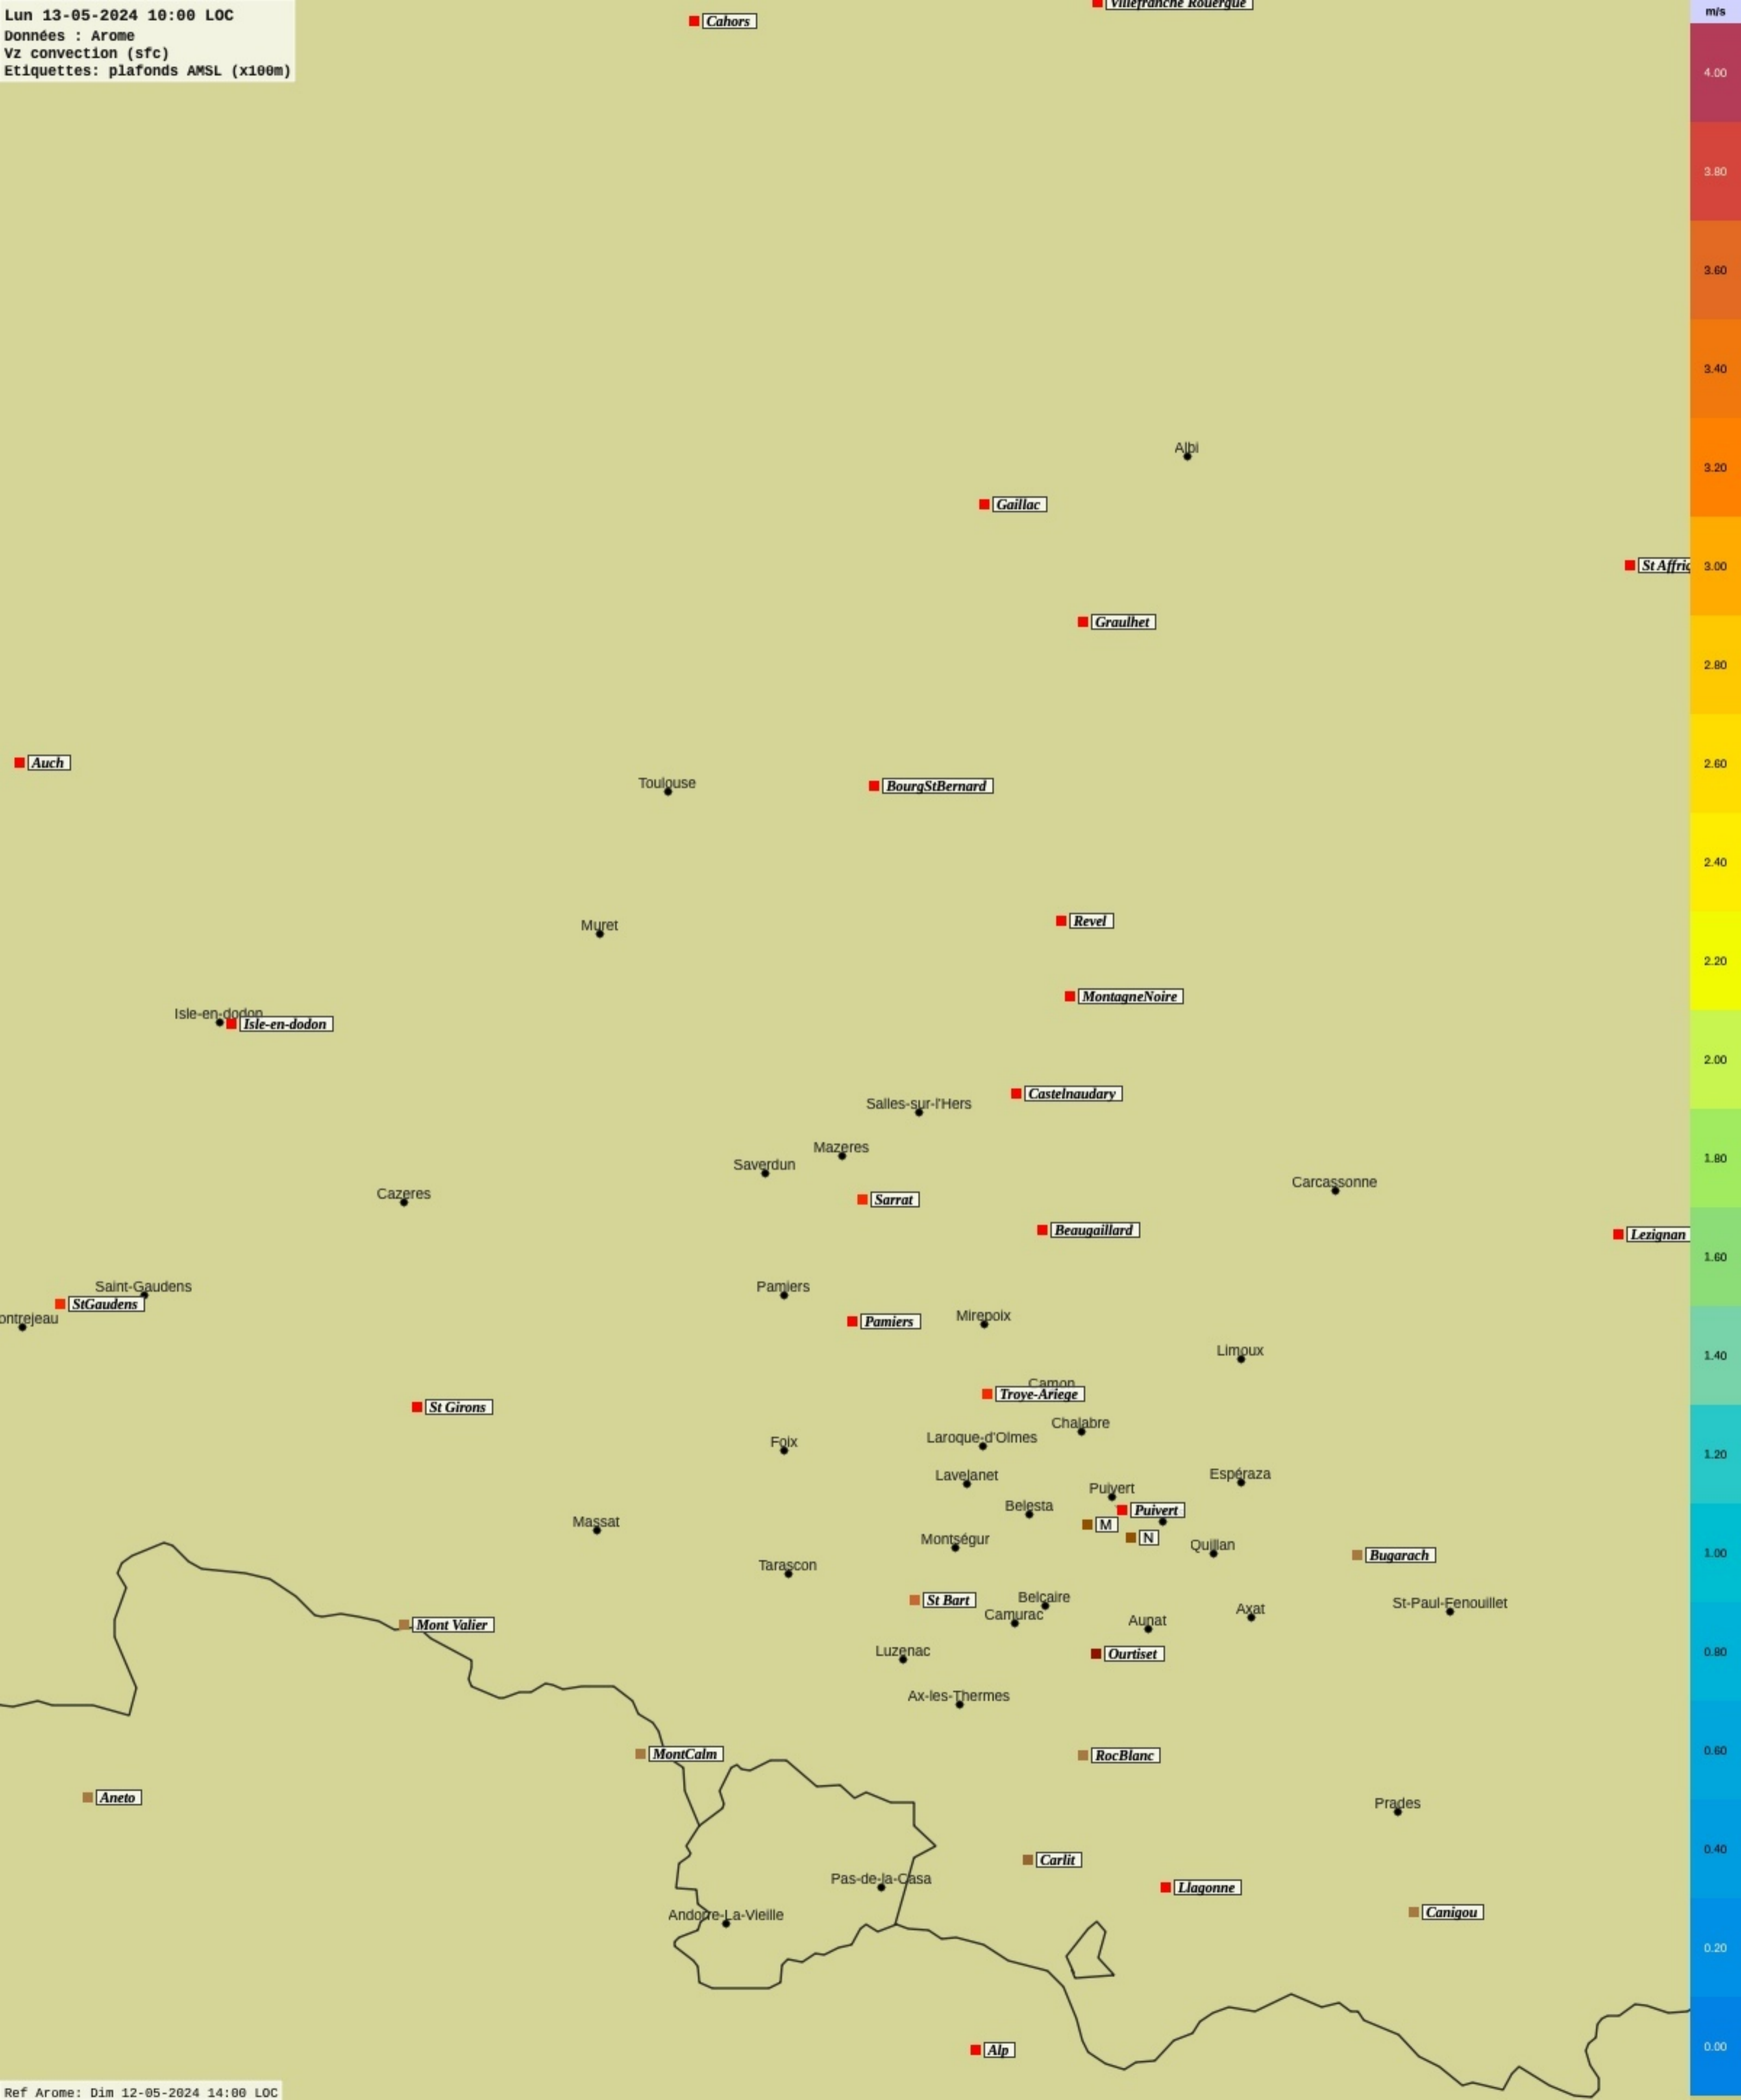 Lun 13-05-2024 10:00 LOC
Données : Arome
Vz convection (sfc)
Etiquettes: plafonds AMSL (x100m)
Villefranche Rouergue
m/s
Cahors
4.00
3.80
3.60
3.40
Albi
3.20
Gaillac
St Affric
3.00
Graulhet
2.80
Auch
Toulouse
BourgStBernard
2.60
2.40
Muret
Revel
2.20
MontagneNoire
Isle-en-dodon
Isle-en-dodon
2.00
Castelnaudary
Salles-sur-l'Hers
Mazeres
Saverdun
1.80
Carcassonne
Cazeres
Sarrat
Beaugaillard
Lezignan
1.60
Saint-Gaudens
Pamiers
StGaudens
ontrejeau
Pamiers
Mirepoix
Limoux
1.40
Camon
Troye-Ariege
St Girons
Chalabre
Laroque-d'Olmes
Foix
1.20
Lavelanet
Espéraza
Puivert
Belesta
Puivert
Massat
M
N
Montségur
Quillan
1.00
Bugarach
Tarascon
St Bart
Belcaire
St-Paul-Fenouillet
Camurac
Axat
Mont Valier
Aunat
Luzenac
Ourtiset
0.80
Ax-les-Thermes
MontCalm
RocBlanc
0.60
Aneto
Prades
0.40
Carlit
Pas-de-la-Casa
Llagonne
Andorre-La-Vieille
Canigou
0.20
Alp
0.00
Ref Arome: Dim 12-05-2024 14:00 LOC